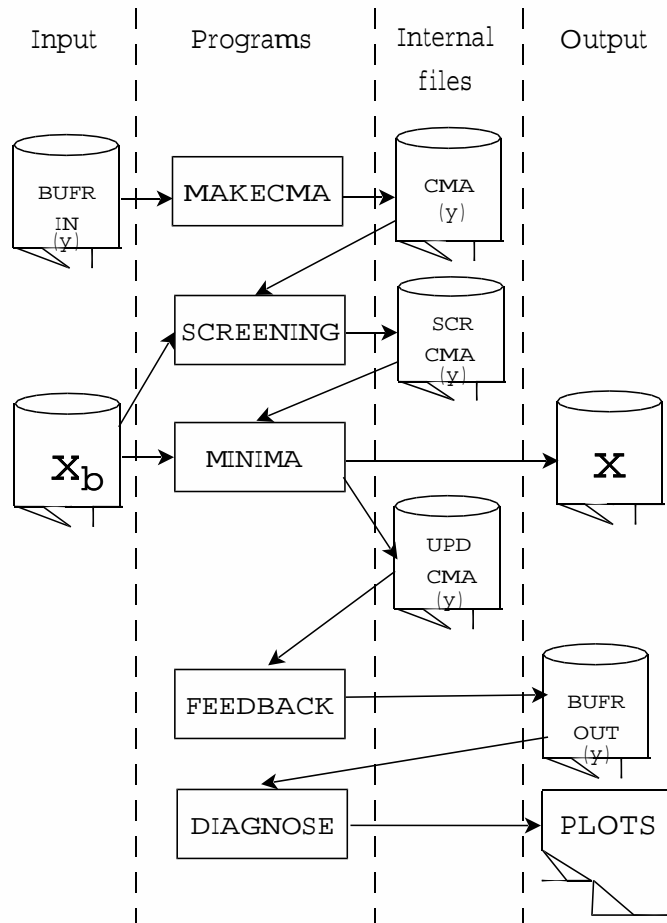 Input
Programs
Internal
files
Output
BUFR
IN
(y)
MAKECMA
CMA
(y)
SCREENING
SCR
CMA
(y)
xb
MINIMA
x
UPD
CMA
(y)
FEEDBACK
BUFR
OUT
(y)
DIAGNOSE
PLOTS